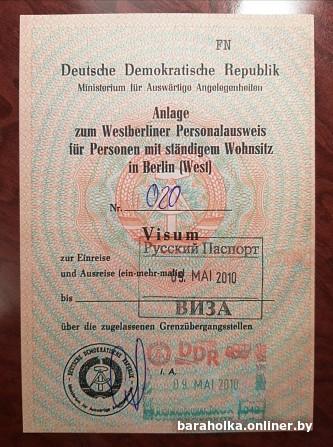 FN
Deutsche Demokratische Republik
Ministerium für Auswärtige Angelegenheiten
Anlage
zum Westberliner Personalausweis
für Personen mit ständigem Wohnsitz
in Berlin (West)
Nr. 020
Visum
Русский Паспорт
zur Einreise
und Ausreise (ein-mehr-malig)
09. MAI 2010
bis
ВИЗА
über die zugelassenen Grenzübergangsstellen
DEUTSCHE DEMOKRATISCHE REPUBLIK
DDR
I. A.
09 MAI 2010
baraholka.onliner.by